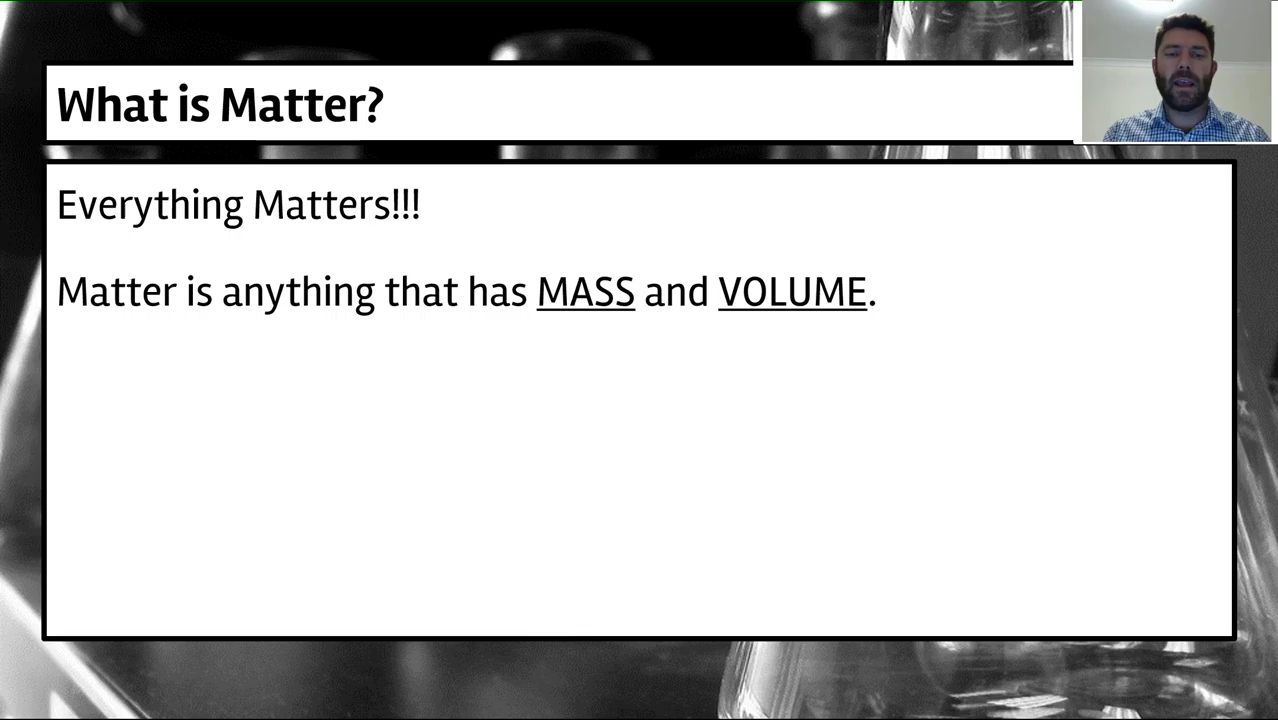 What is Matter?
Everything Matters!!!
Matter is anything that has MASS and VOLUME.